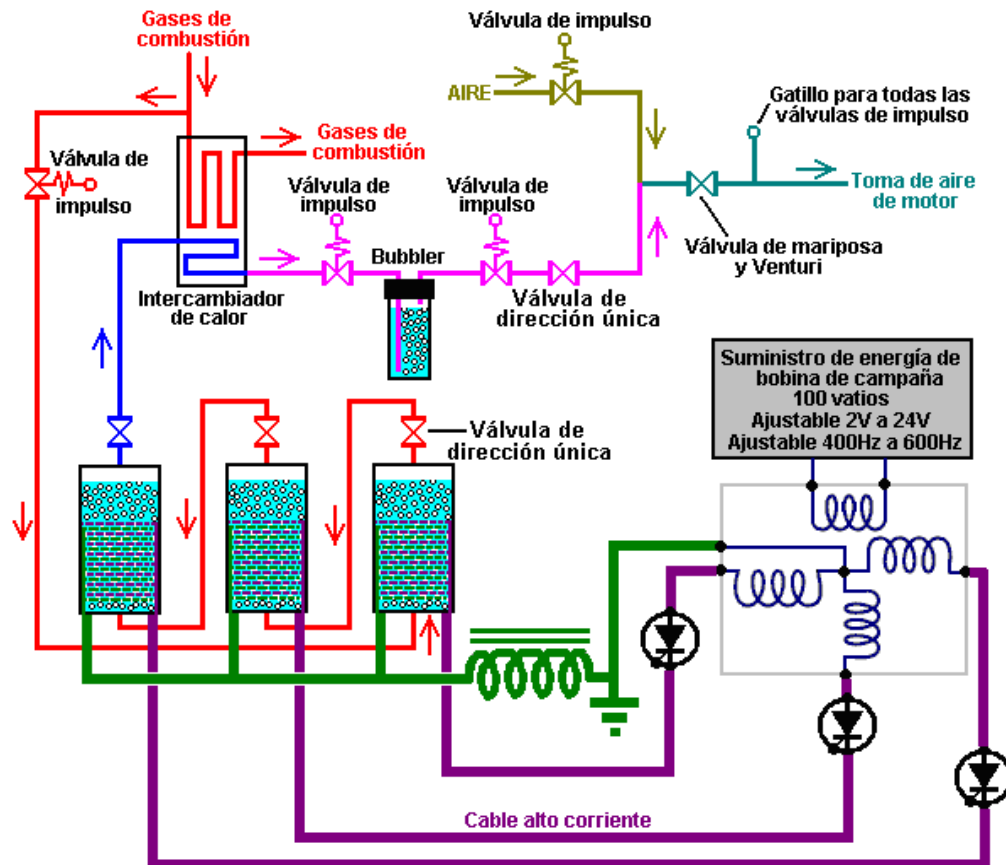 Gases de
combustión
Válvula de impulso
AIRE
Gatillo para todas las
válvulas de impulso
Gases de
combustión
Válvula de
impulso
Válvula de
impulso
Válvula de
impulso
Toma de aire
de motor
Bubbler
Válvula de mariposa
y Venturi
Intercambiador
de calor
Válvula de
dirección única
Suministro de energía de
bobina de campaña
100 vatios
Ajustable 2V a 24V
Ajustable 400Hz a 600Hz
Válvula de
dirección única
Cable alto corriente